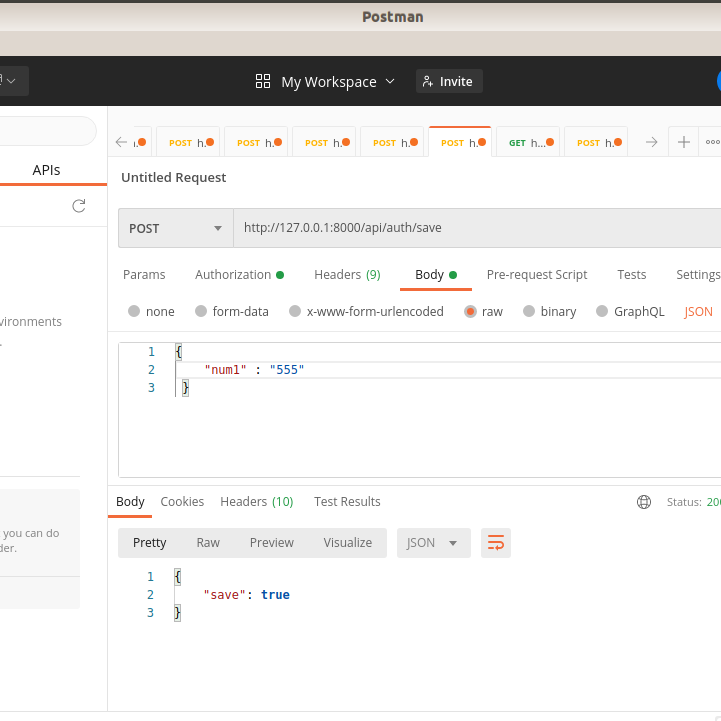 Postman
My Workspace
Invite
APIs
POST h.
POST h.
POST h.
POST h.
POST h.
GET h...
POST h.
Untitled Request
POST
http://127.0.0.1:8000/api/auth/save
Params Authorization Headers (9) Body Pre-request Script Tests Settings
none form-data x-www-form-urlencoded raw binary GraphQL JSON
vironments
1 {
2 "num1" : "555"
3 }
Body Cookies Headers (10) Test Results Status: 20
you can do
der.
Pretty Raw Preview Visualize JSON
1 {
2 "save": true
3 }